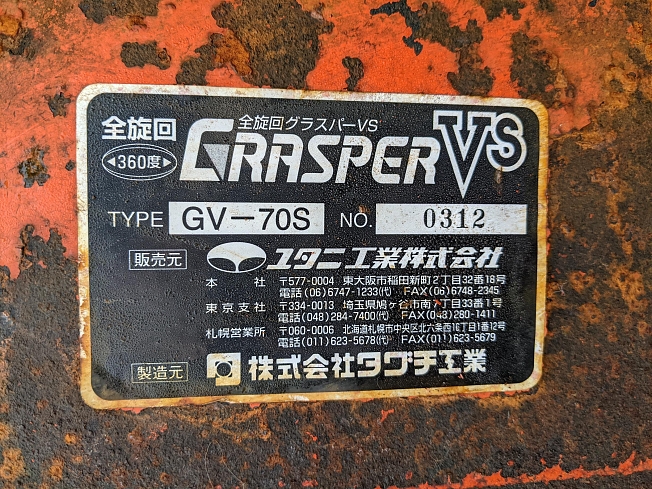 全旋回
◀360度▶
全旋回グラスパーVS
GRASPER VS
TYPE GV－70S NO. 0312
販売元 ユタニ工業株式会社
本社 〒577-0004 東大阪市稲田新町2丁目32番18号
電話(06)6747-1233(代) FAX(06)6748-2345
東京支社 〒334-0013 埼玉県鳩ヶ谷市南7丁目33番1号
電話(048)284-7400(代) FAX(048)280-1411
札幌営業所 〒060-0006 北海道札幌市中央区北六条西16丁目1番12号
電話(011)623-5678(代) FAX(011)623-5679
製造元 株式会社タグチ工業